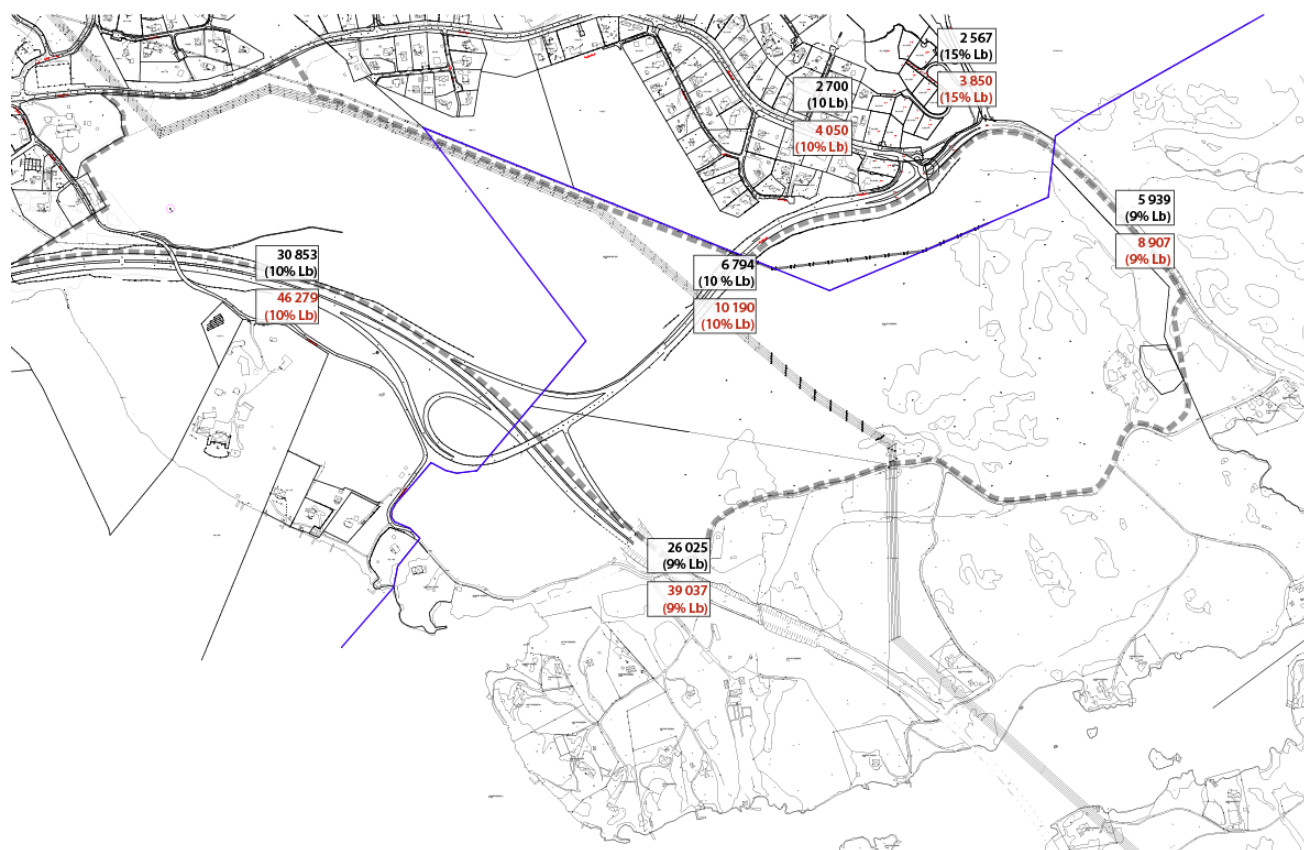 2 567
(15% Lb)
3 850
(15% Lb)
2 700
(10 Lb)
4 050
(10% Lb)
5 939
(9% Lb)
8 907
(9% Lb)
30 853
(10% Lb)
46 279
(10% Lb)
6 794
(10 % Lb)
10 190
(10% Lb)
26 025
(9% Lb)
39 037
(9% Lb)